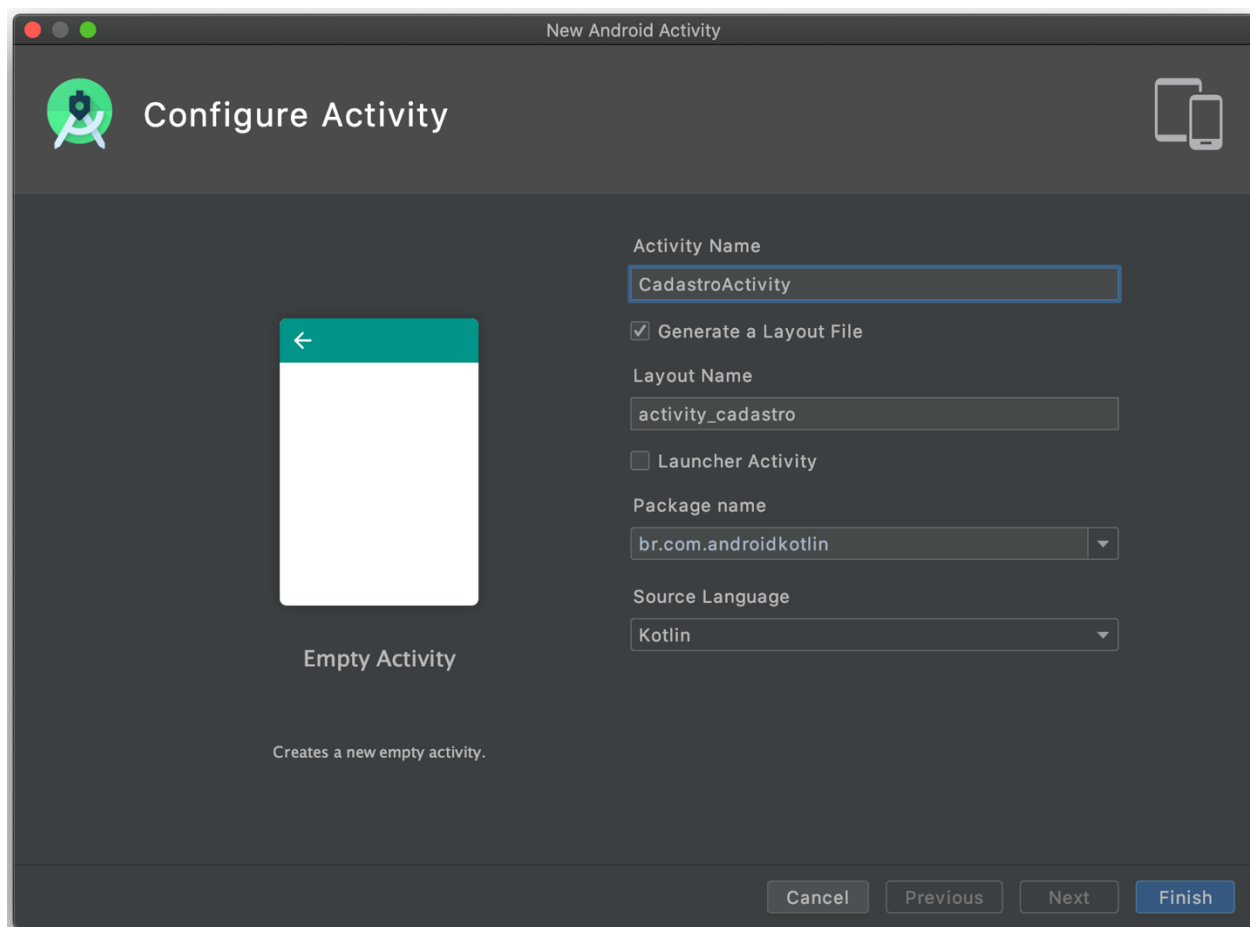 New Android Activity
Configure Activity
Activity Name
CadastroActivity
Generate a Layout File
Layout Name
activity_cadastro
Launcher Activity
Package name
br.com.androidkotlin
Source Language
Kotlin
Empty Activity
Creates a new empty activity.
Cancel
Previous
Next
Finish